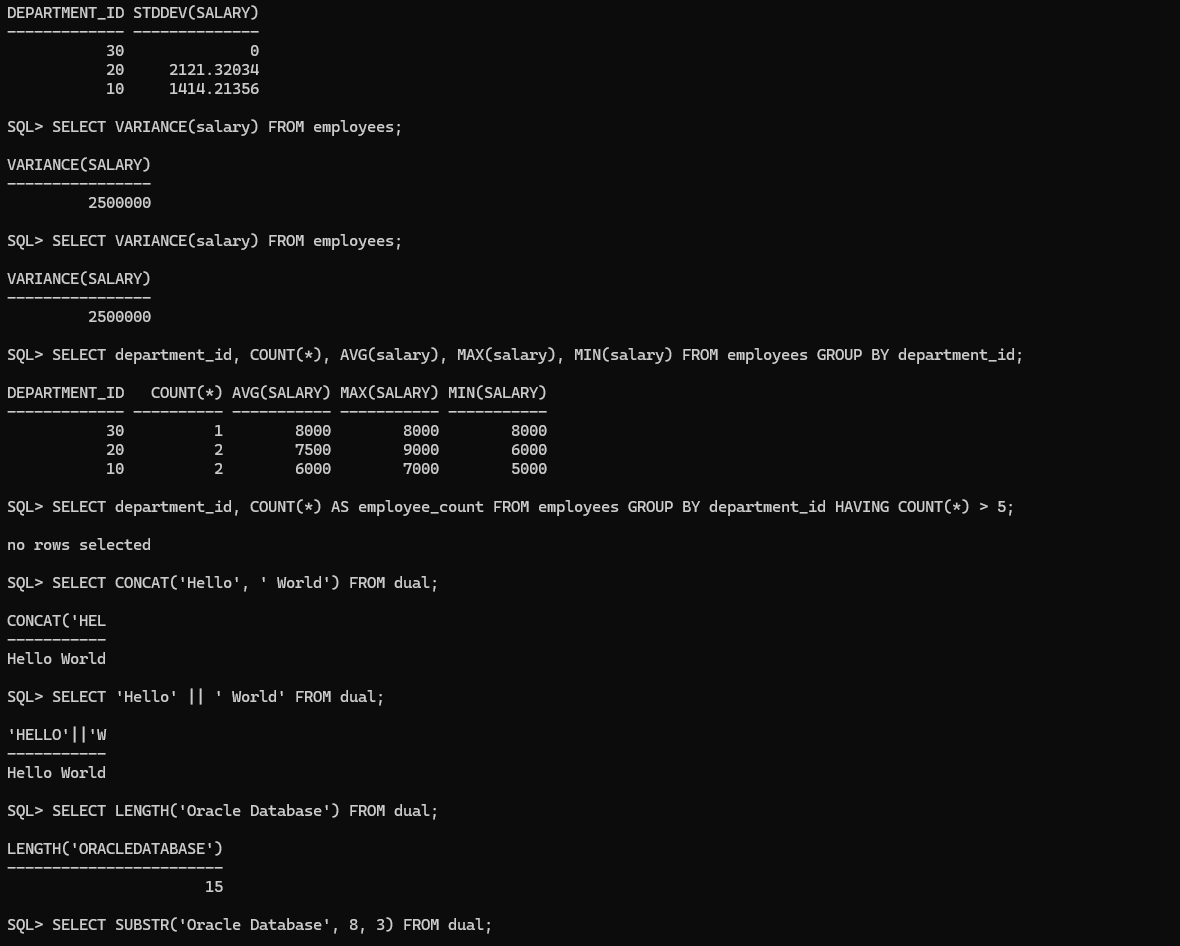 DEPARTMENT_ID STDDEV(SALARY)
------------- --------------
           30              0
           20     2121.32034
           10     1414.21356
SQL> SELECT VARIANCE(salary) FROM employees;
VARIANCE(SALARY)
----------------
         2500000
SQL> SELECT VARIANCE(salary) FROM employees;
VARIANCE(SALARY)
----------------
         2500000
SQL> SELECT department_id, COUNT(*), AVG(salary), MAX(salary), MIN(salary) FROM employees GROUP BY department_id;
DEPARTMENT_ID   COUNT(*) AVG(SALARY) MAX(SALARY) MIN(SALARY)
------------- ---------- ----------- ----------- -----------
           30          1        8000        8000        8000
           20          2        7500        9000        6000
           10          2        6000        7000        5000
SQL> SELECT department_id, COUNT(*) AS employee_count FROM employees GROUP BY department_id HAVING COUNT(*) > 5;
no rows selected
SQL> SELECT CONCAT('Hello', ' World') FROM dual;
CONCAT('HEL
-----------
Hello World
SQL> SELECT 'Hello' || ' World' FROM dual;
'HELLO'||'W
-----------
Hello World
SQL> SELECT LENGTH('Oracle Database') FROM dual;
LENGTH('ORACLEDATABASE')
------------------------
                      15
SQL> SELECT SUBSTR('Oracle Database', 8, 3) FROM dual;